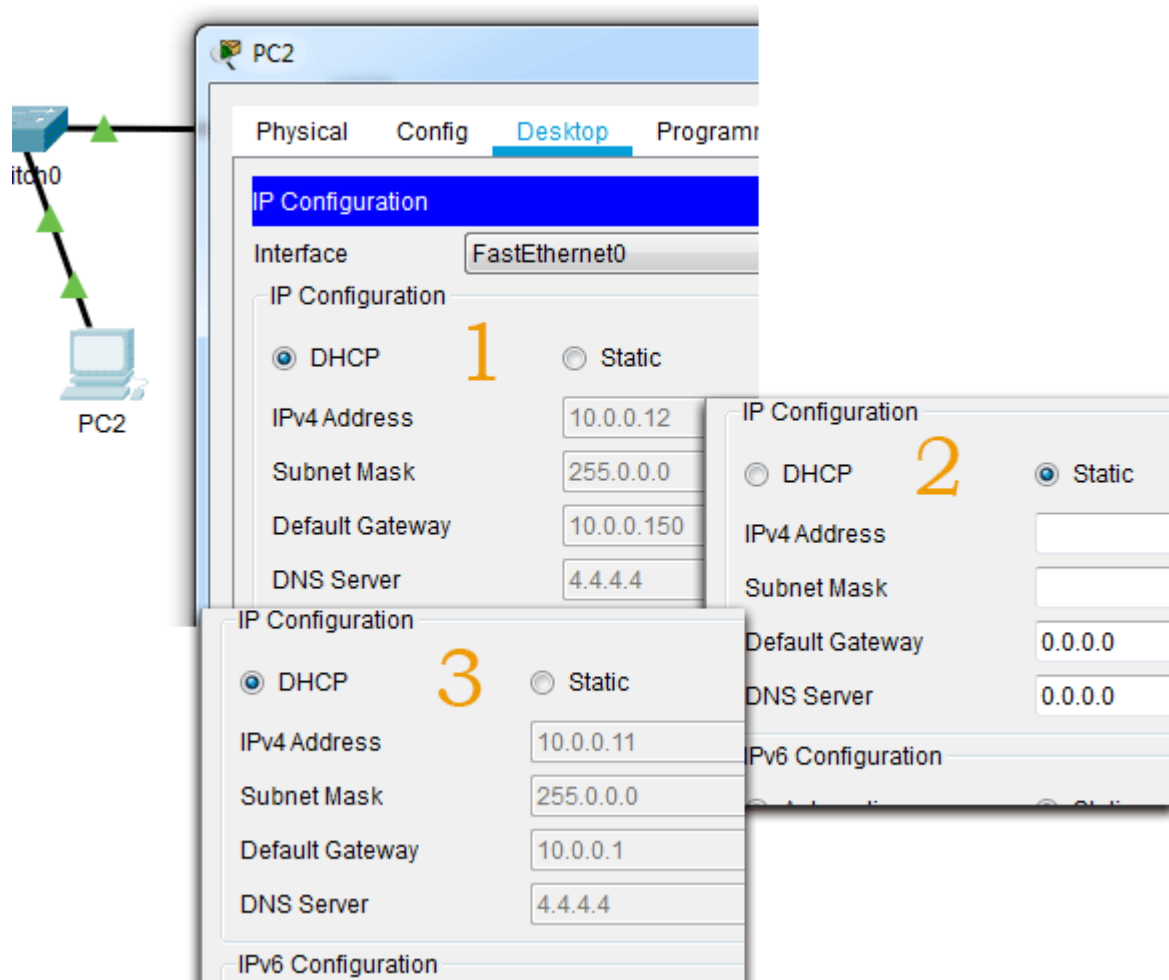 PC2
Physical Config Desktop
itch0
IP Configuration
Interface FastEthernet0
IP Configuration
1
DHCP Static
IPv4 Address 10.0.0.12
Subnet Mask 255.0.0.0
Default Gateway 10.0.0.150
DNS Server 4.4.4.4
PC2
IP Configuration
2
DHCP Static
IPv4 Address
Subnet Mask
Default Gateway 0.0.0.0
DNS Server 0.0.0.0
IPv6 Configuration
IP Configuration
3
DHCP Static
IPv4 Address 10.0.0.11
Subnet Mask 255.0.0.0
Default Gateway 10.0.0.1
DNS Server 4.4.4.4
IPv6 Configuration